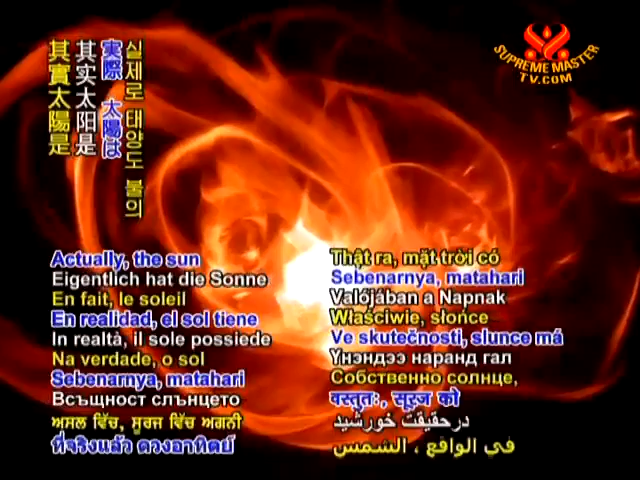 SUPREME MASTER
TV.COM
其實太陽是
其实太阳是
実際 太陽は
실제로 태양도 불의
Actually, the sun
Eigentlich hat die Sonne
En fait, le soleil
En realidad, el sol tiene
In realtà, il sole possiede
Na verdade, o sol
Sebenarnya, matahari
Всъщност слънцето
ਅਸਲ ਵਿੱਚ, ਸੂਰਜ ਵਿੱਚ ਅਗਨੀ
ที่จริงแล้ว ดวงอาทิตย์
Thật ra, mặt trời có
Sebenarnya, matahari
Valójában a Napnak
Właściwie, słońce
Ve skutečnosti, slunce má
Үнэндээ наранд гал
Собственно солнце,
वस्तुतः, सूरज को
درحقیقت خورشید
في الواقع ، الشمس